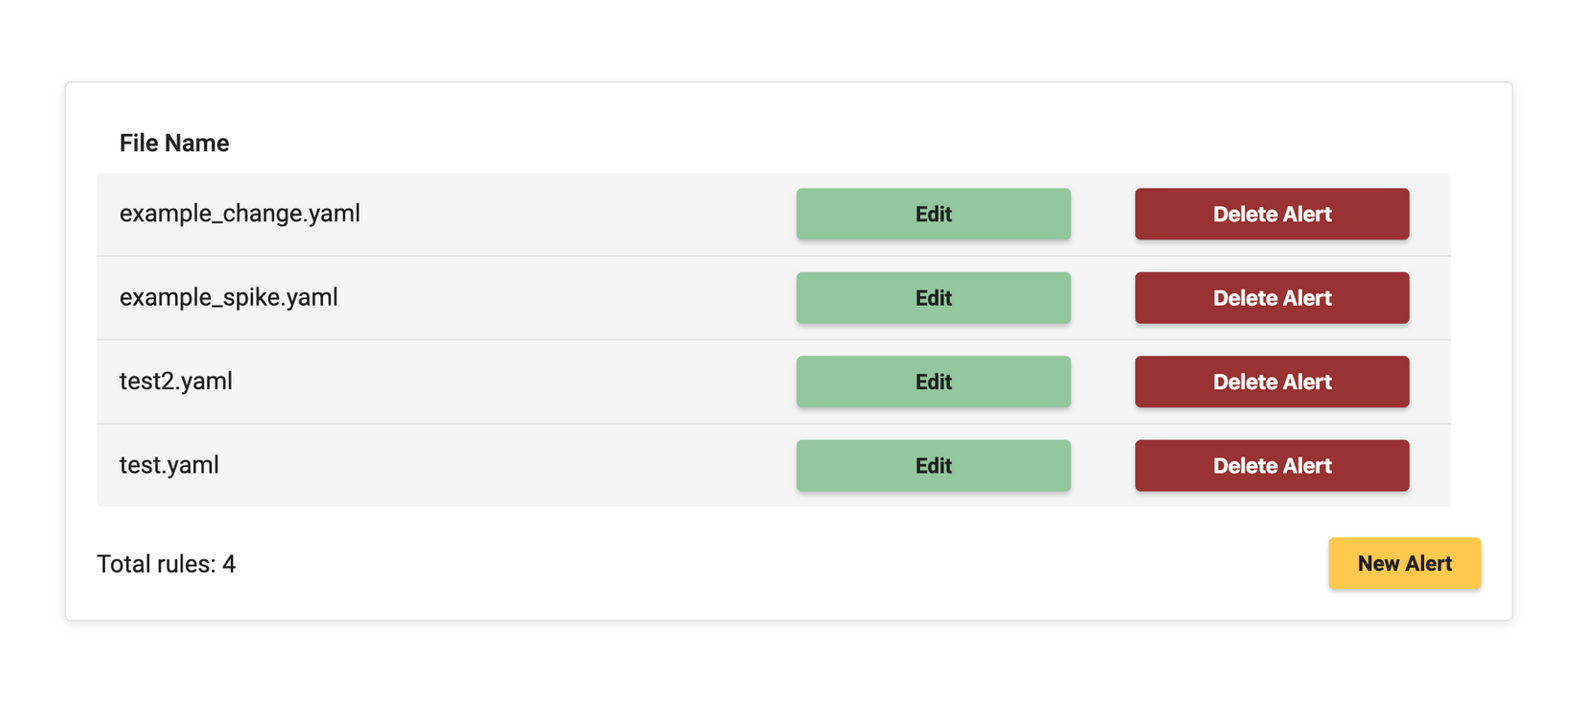 File Name
example_change.yaml Edit Delete Alert
example_spike.yaml Edit Delete Alert
test2.yaml Edit Delete Alert
test.yaml Edit Delete Alert
Total rules: 4 New Alert